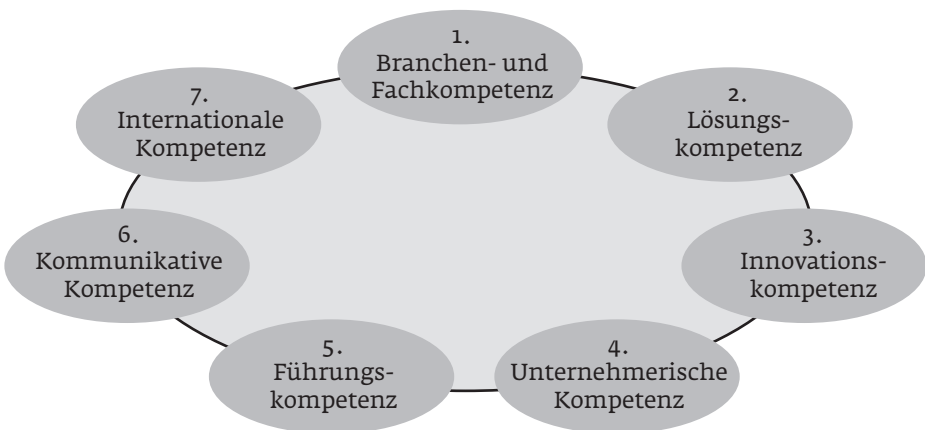 1.
Branchen- und
Fachkompetenz
2.
Lösungs-
kompetenz
3.
Innovations-
kompetenz
4.
Unternehmerische
Kompetenz
5.
Führungs-
kompetenz
6.
Kommunikative
Kompetenz
7.
Internationale
Kompetenz